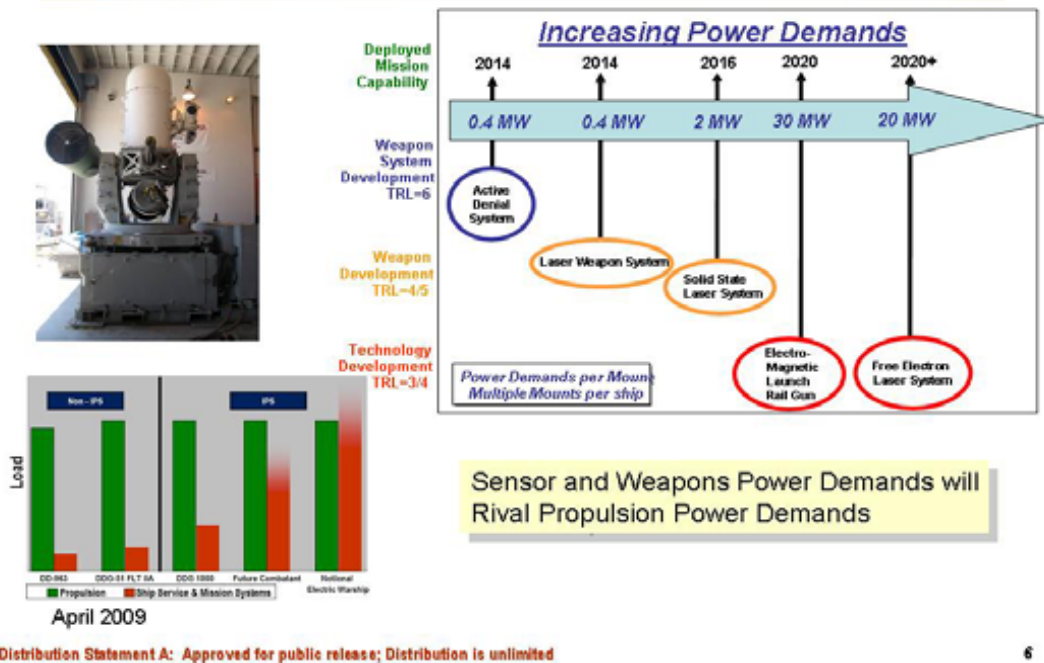 Increasing Power Demands
Deployed
Mission
Capability
2014
2014
2016
2020
2020+
0.4 MW
0.4 MW
2 MW
30 MW
20 MW
Weapon
System
Development
TRL=6
Active
Denial
System
Weapon
Development
TRL=4/5
Laser Weapon System
Solid State
Laser System
Technology
Development
TRL=3/4
Electro-
Magnetic
Launch
Rail Gun
Free Electron
Laser System
Power Demands per Moun
Multiple Mounts per ship
Non - IPS
IPS
Load
DD-963
DDG-51 FLT IIA
DDG 1000
Future Combatant
Notional
Electric Warship
Propulsion
Ship Service & Mission Systems
Sensor and Weapons Power Demands will
Rival Propulsion Power Demands
April 2009
Distribution Statement A: Approved for public release; Distribution is unlimited
6